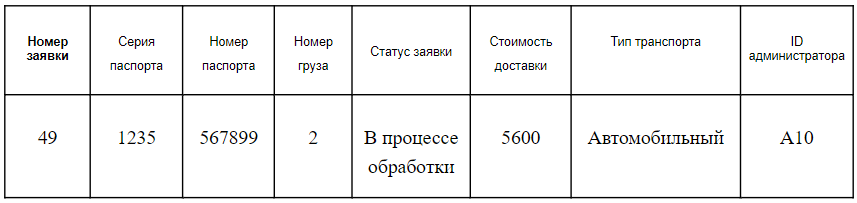 Номер заявки
Серия паспорта
Номер паспорта
Номер груза
Статус заявки
Стоимость доставки
Тип транспорта
ID администратора
49
1235
567899
2
В процессе обработки
5600
Автомобильный
А10